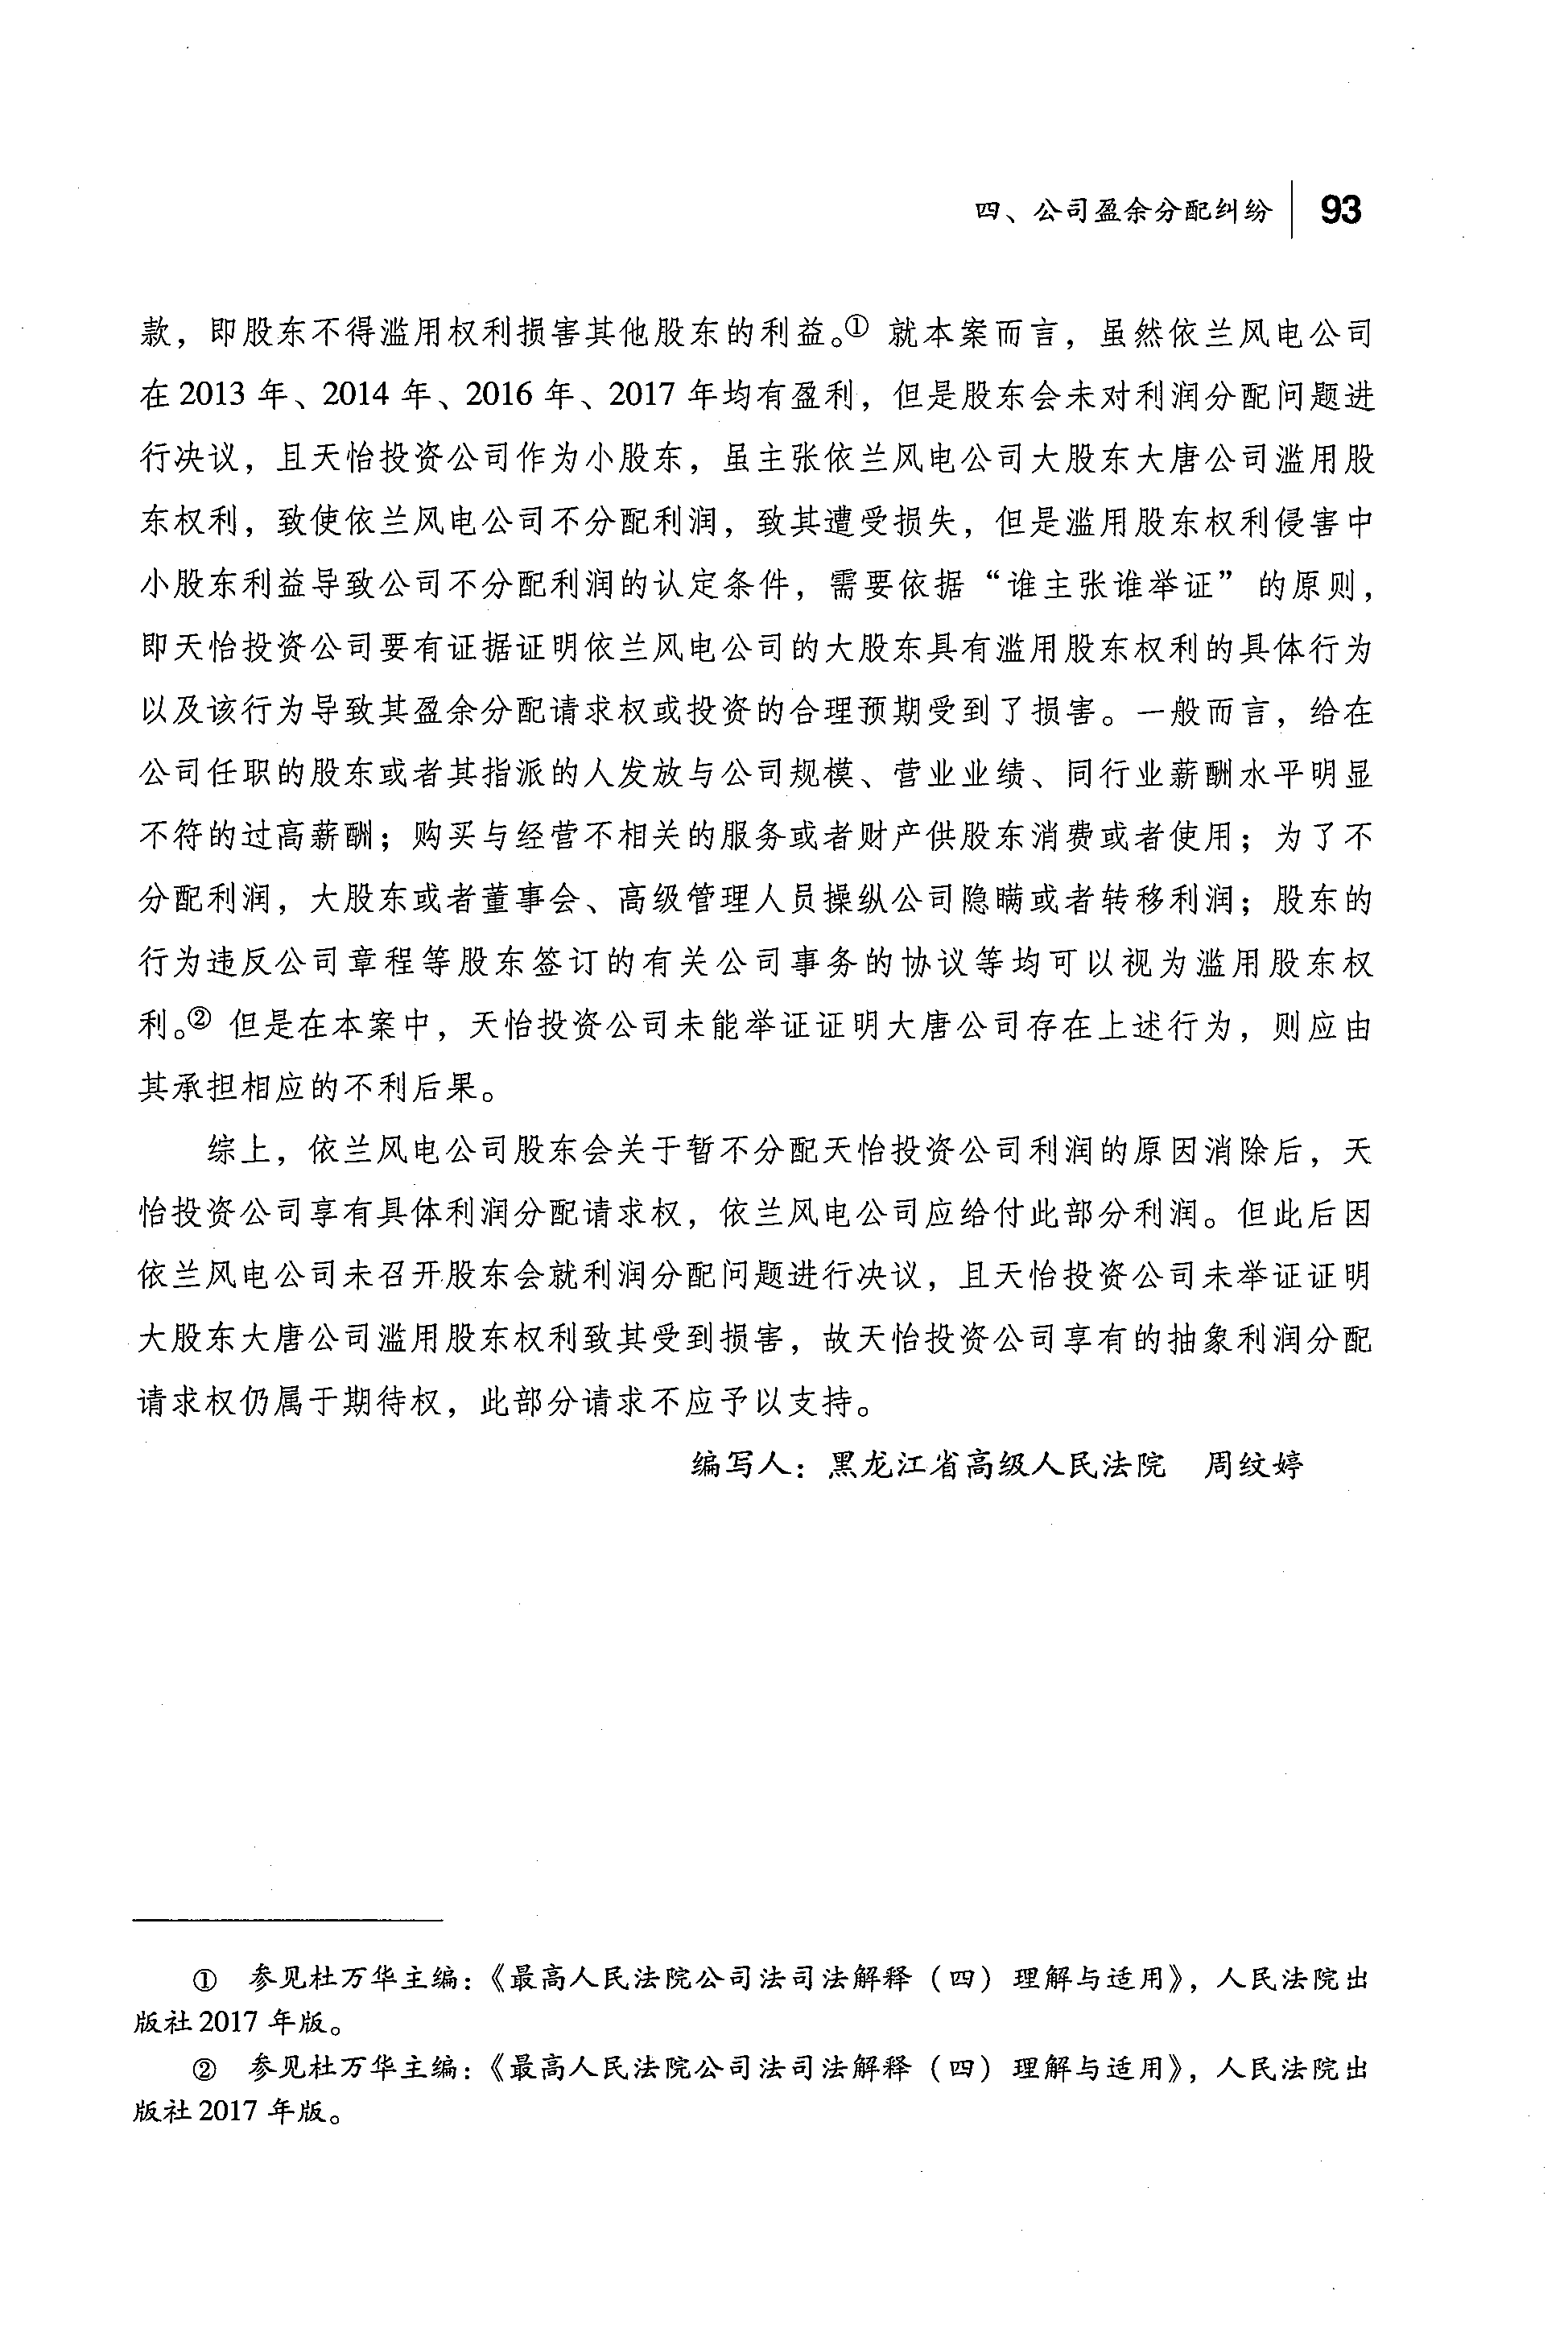 四、公司盈余分配纠纷 93
款，即股东不得滥用权利损害其他股东的利益。① 就本案而言，虽然依兰风电公司
在 2013 年、2014 年、2016 年、2017 年均有盈利，但是股东会未对利润分配问题进
行决议，且天怡投资公司作为小股东，虽主张依兰风电公司大股东大唐公司滥用股
东权利，致使依兰风电公司不分配利润，致其遭受损失，但是滥用股东权利侵害中
小股东利益导致公司不分配利润的认定条件，需要依据“谁主张谁举证”的原则，
即天怡投资公司要有证据证明依兰风电公司的大股东具有滥用股东权利的具体行为
以及该行为导致其盈余分配请求权或投资的合理预期受到了损害。一般而言，给在
公司任职的股东或者其指派的人发放与公司规模、营业业绩、同行业薪酬水平明显
不符的过高薪酬；购买与经营不相关的服务或者财产供股东消费或者使用；为了不
分配利润，大股东或者董事会、高级管理人员操纵公司隐瞒或者转移利润；股东的
行为违反公司章程等股东签订的有关公司事务的协议等均可以视为滥用股东权
利。② 但是在本案中，天怡投资公司未能举证证明大唐公司存在上述行为，则应由
其承担相应的不利后果。
综上，依兰风电公司股东会关于暂不分配天怡投资公司利润的原因消除后，天
怡投资公司享有具体利润分配请求权，依兰风电公司应给付此部分利润。但此后因
依兰风电公司未召开股东会就利润分配问题进行决议，且天怡投资公司未举证证明
大股东大唐公司滥用股东权利致其受到损害，故天怡投资公司享有的抽象利润分配
请求权仍属于期待权，此部分请求不应予以支持。
编写人：黑龙江省高级人民法院 周纹婷
① 参见杜万华主编：《最高人民法院公司法司法解释（四）理解与适用》，人民法院出
版社 2017 年版。
② 参见杜万华主编：《最高人民法院公司法司法解释（四）理解与适用》，人民法院出
版社 2017 年版。